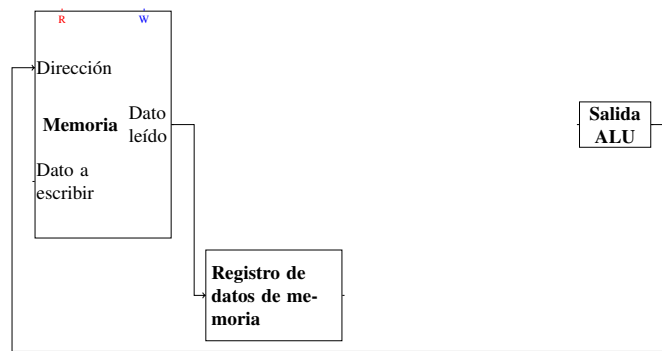 R
W
Dirección
Memoria
Dato
leído
Dato a
escribir
Salida
ALU
Registro de
datos de me-
moria